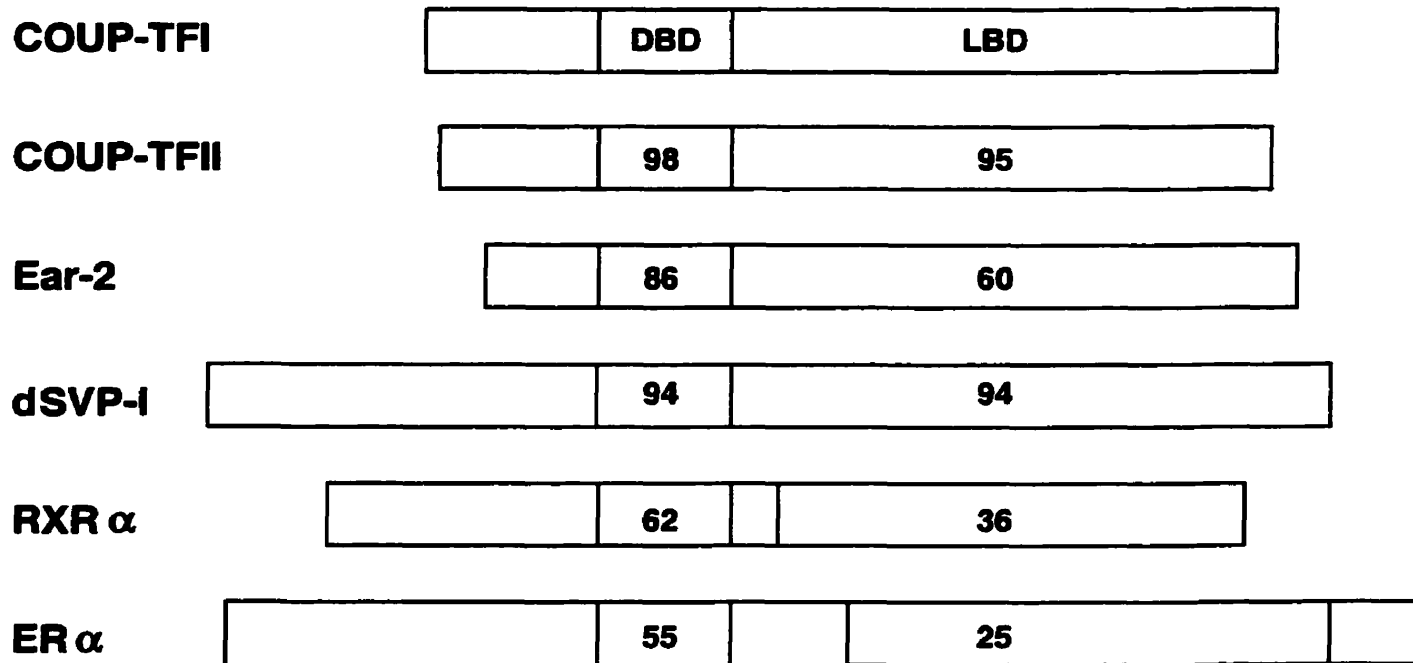 COUP-TFI DBD LBD
COUP-TFII 98 95
Ear-2 86 60
dSVP-I 94 94
RXR α 62 36
ER α 55 25